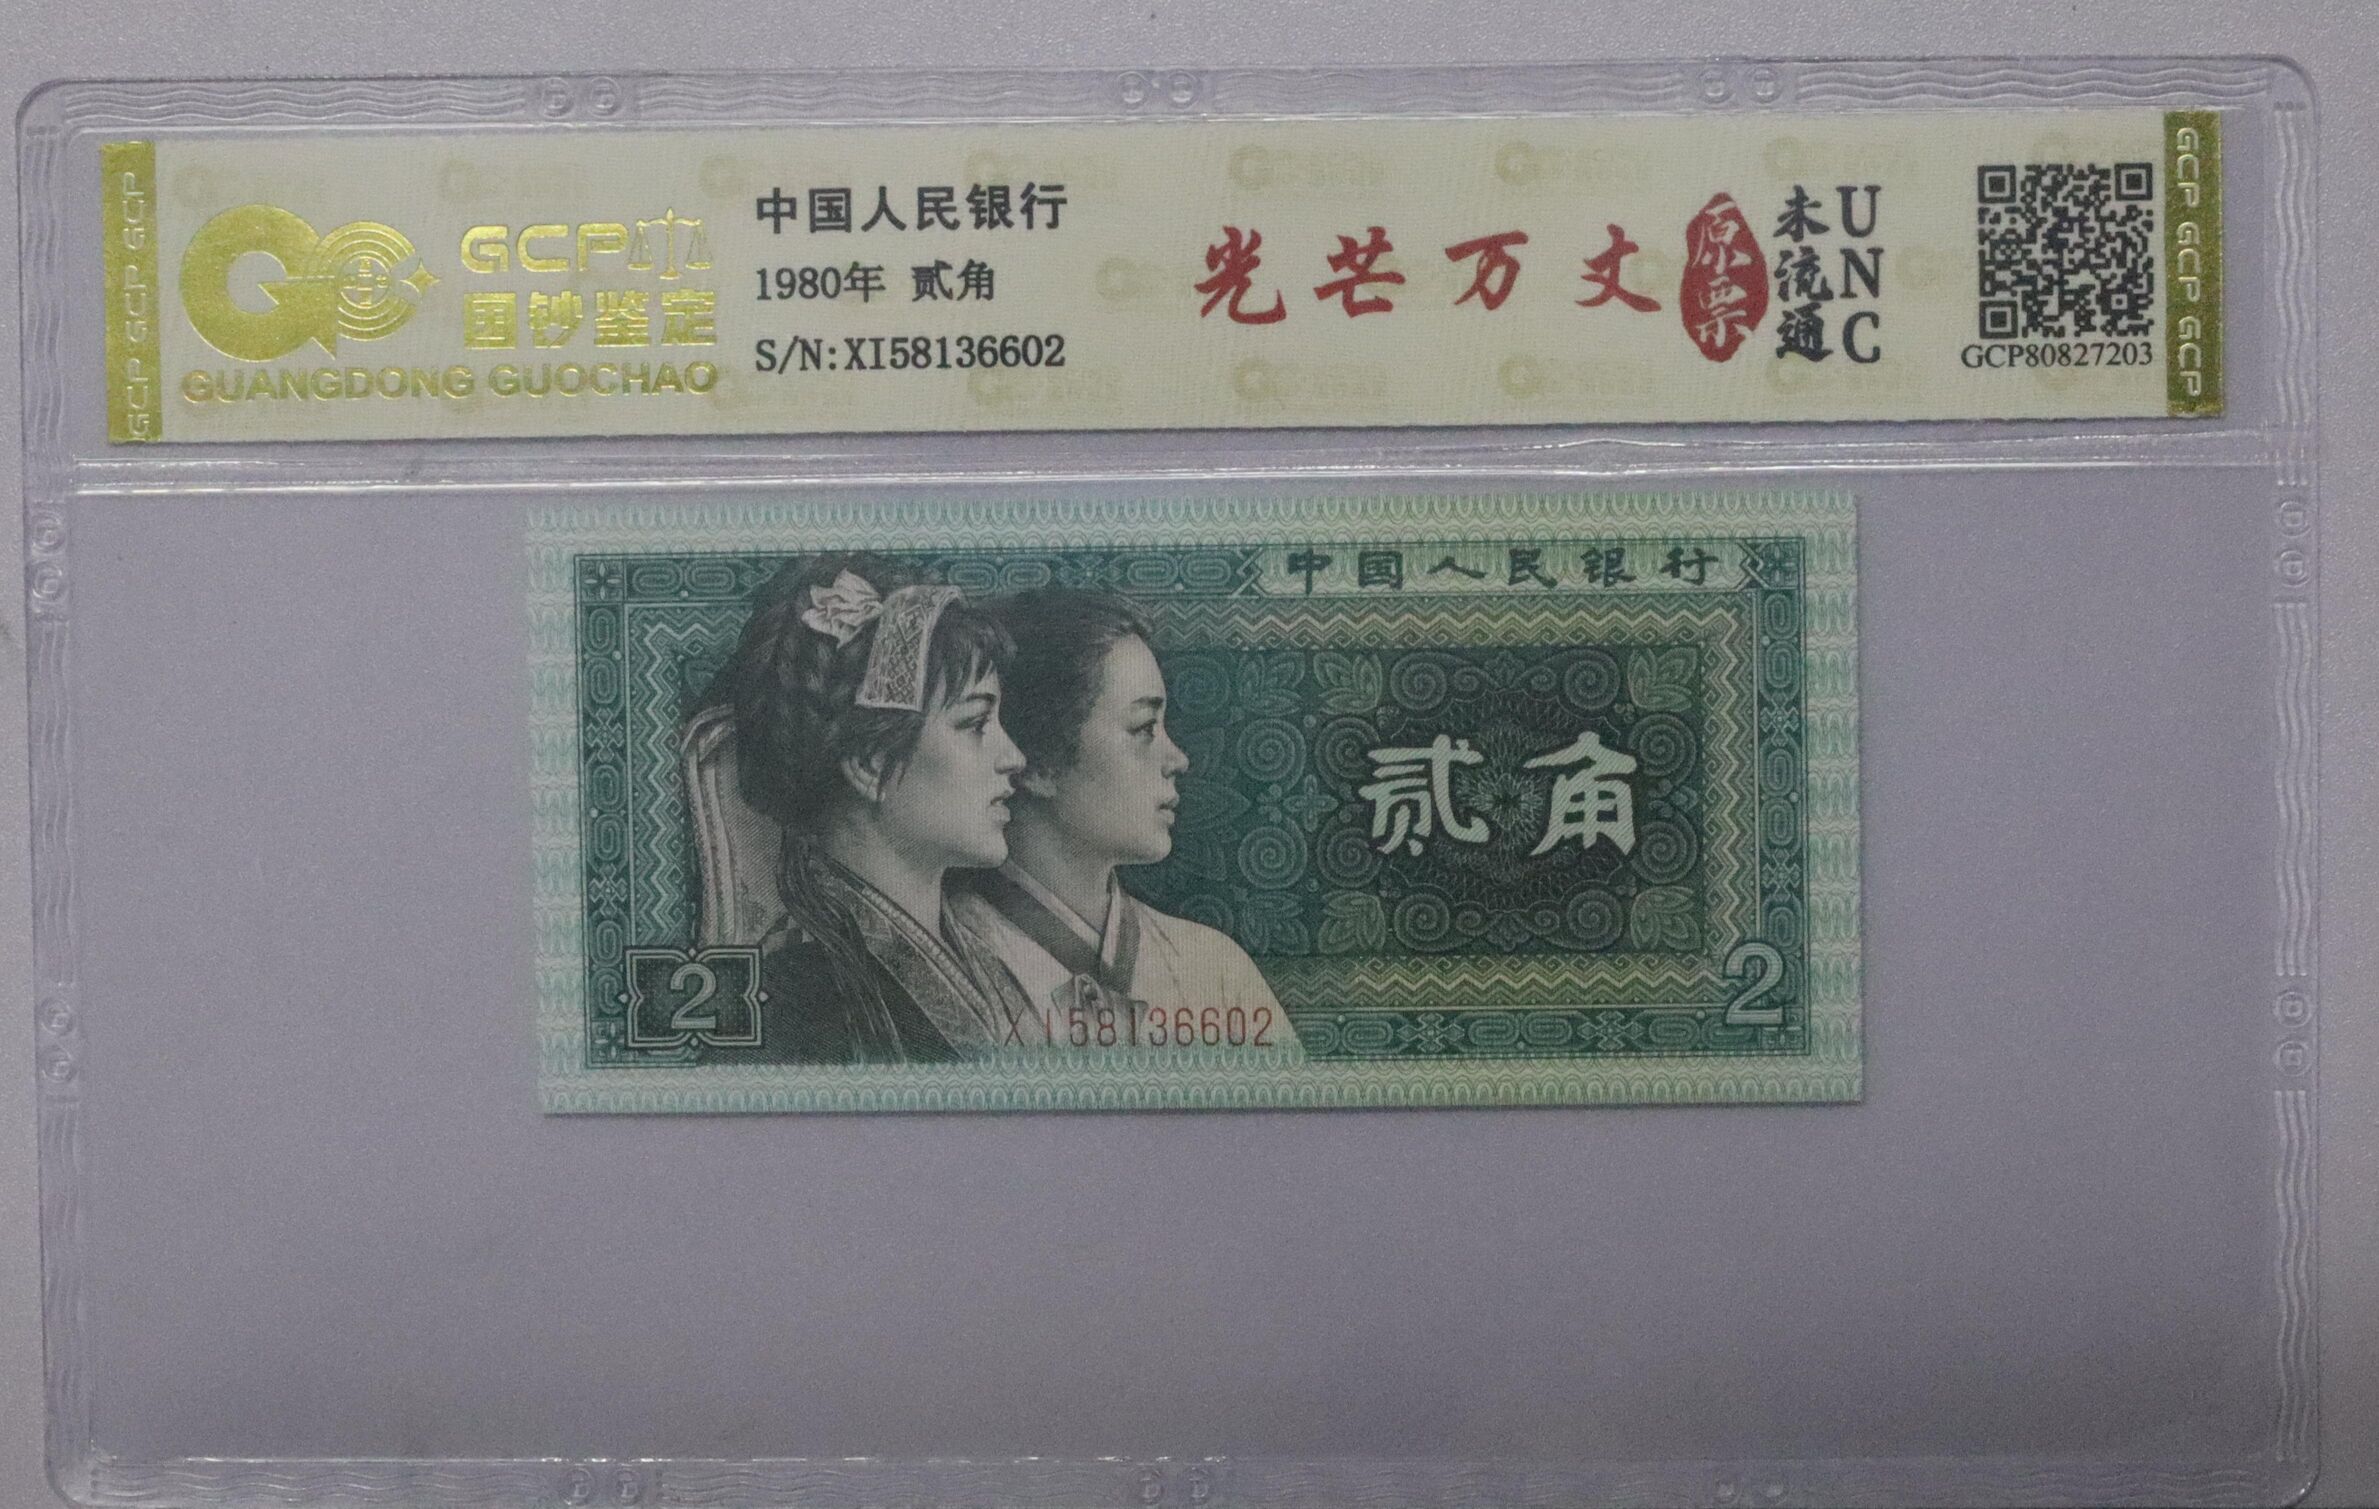 GCP GCP GCP
GCP
国钞鉴定
GUANGDONG GUOCHAO
中国人民银行
1980年 贰角
S/N:XI58136602
光芒万丈
原票
未流通
UNC
GCP80827203
GCP GCP GCP
中国人民银行
贰角
2
XI58136602
2